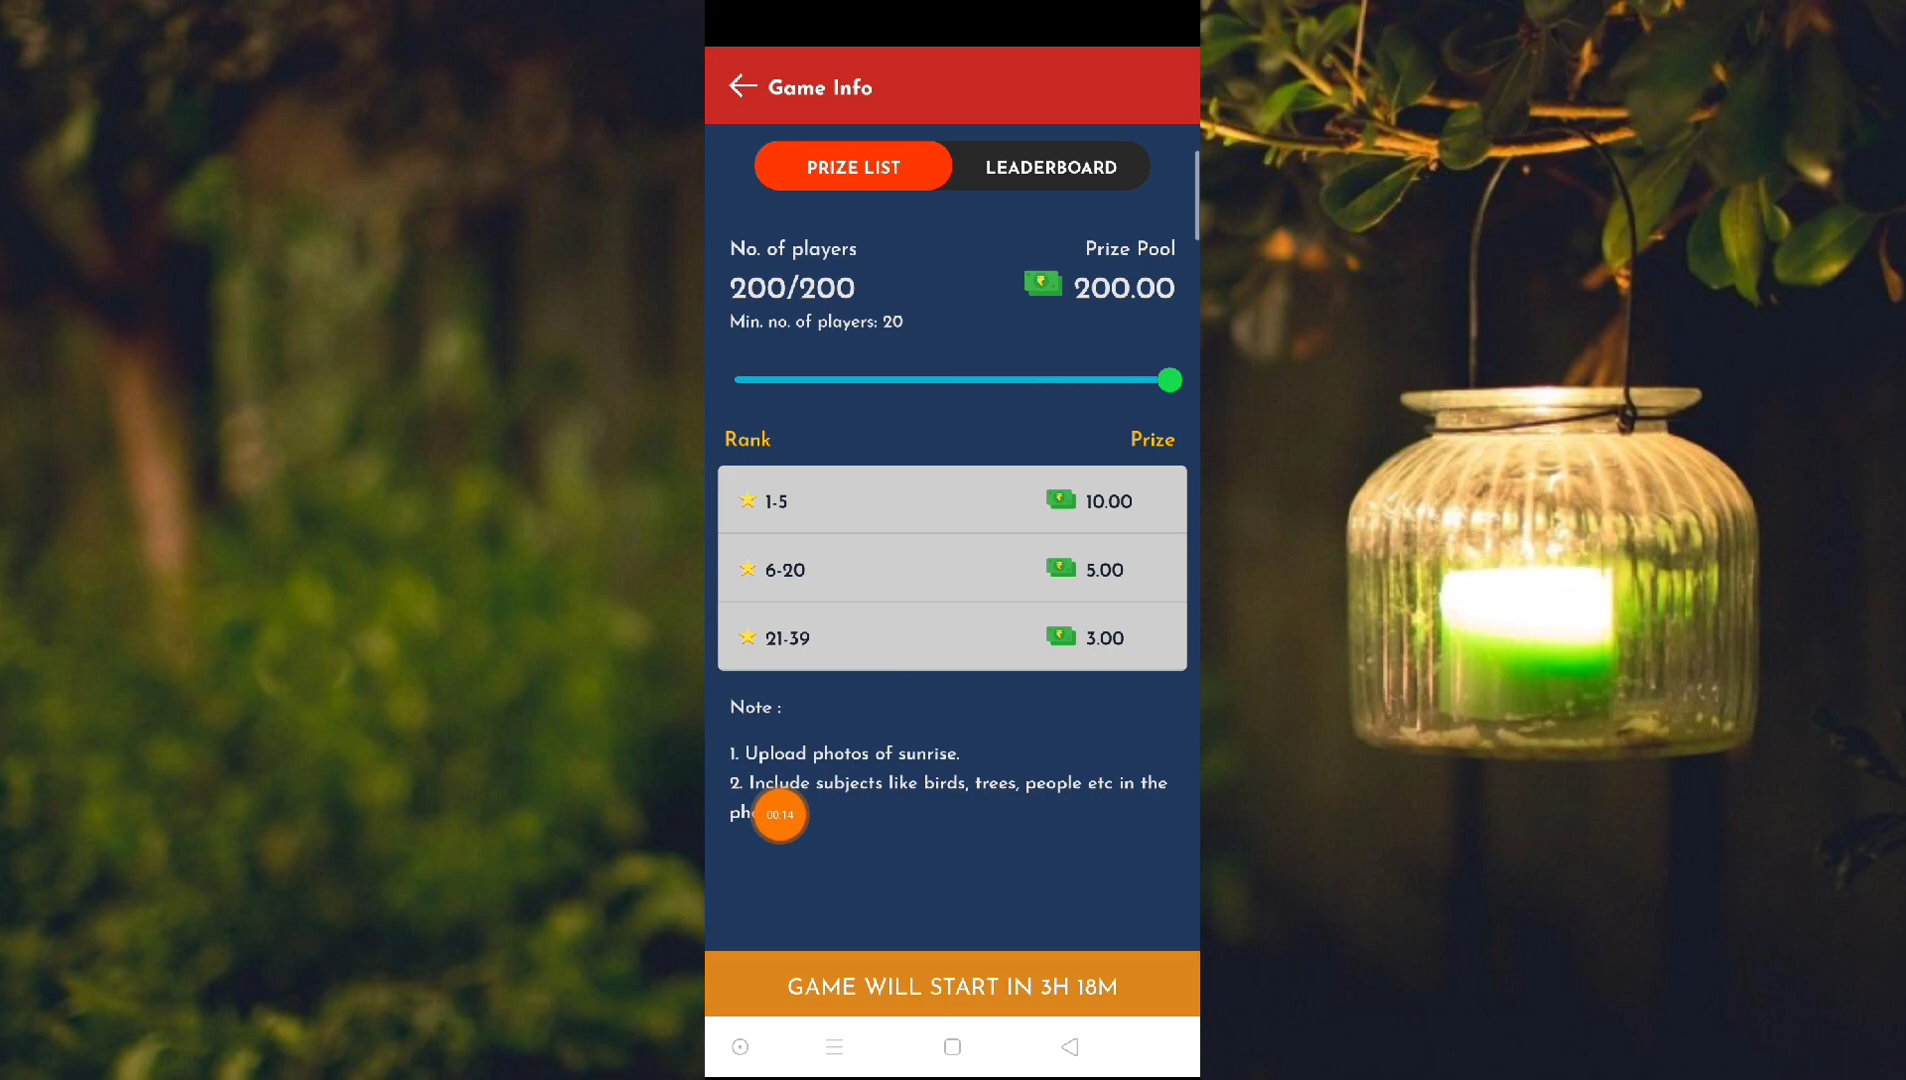 Game Info
PRIZE LIST
LEADERBOARD
No. of players
Prize Pool
200/200
₹ 200.00
Min. no. of players: 20
Rank
Prize
1-5
₹ 10.00
6-20
₹ 5.00
21-39
₹ 3.00
Note :
1. Upload photos of sunrise.
2. Include subjects like birds, trees, people etc in the
00:14
GAME WILL START IN 3H 18M